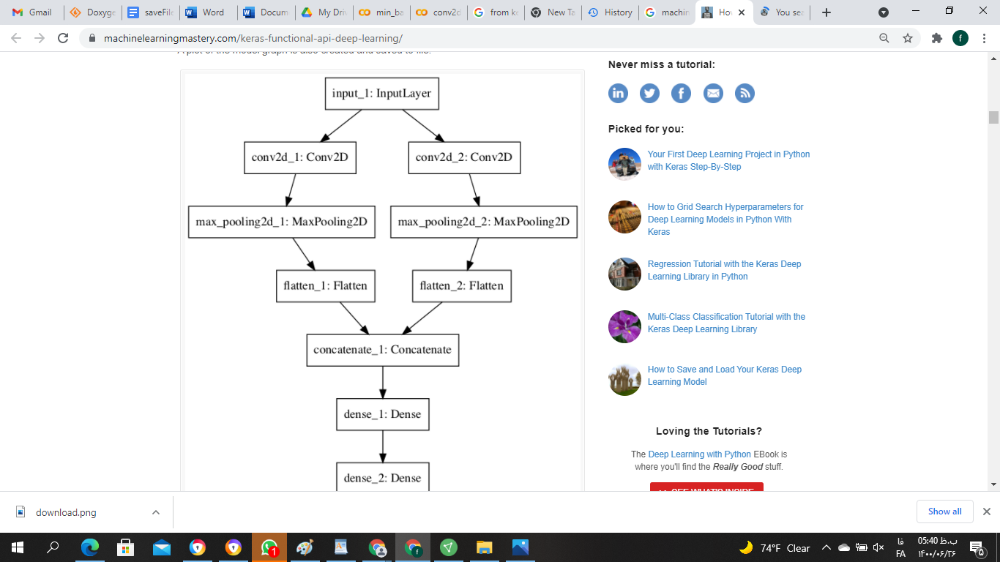 Gmail
Doxyge
saveFile
Word
Docum
My Driv
min_ba
conv2d
from ke
New Ta
History
machin
How
You sea
machinelearningmastery.com/keras-functional-api-deep-learning/
f
A plot of the model graph is also created and saved to file.
input_1: InputLayer
conv2d_1: Conv2D
conv2d_2: Conv2D
max_pooling2d_1: MaxPooling2D
max_pooling2d_2: MaxPooling2D
flatten_1: Flatten
flatten_2: Flatten
concatenate_1: Concatenate
dense_1: Dense
dense_2: Dense
Never miss a tutorial:
in
f
Picked for you:
Your First Deep Learning Project in Python
with Keras Step-By-Step
How to Grid Search Hyperparameters for
Deep Learning Models in Python With
Keras
Regression Tutorial with the Keras Deep
Learning Library in Python
Multi-Class Classification Tutorial with the
Keras Deep Learning Library
How to Save and Load Your Keras Deep
Learning Model
Loving the Tutorials?
The Deep Learning with Python EBook is
where you'll find the Really Good stuff.
>> SEE WHAT'S INSIDE
download.png
Show all
1
f
74°F Clear
فا
FA
05:40 ب.ظ
۱۴۰۰/۰۶/۲۶